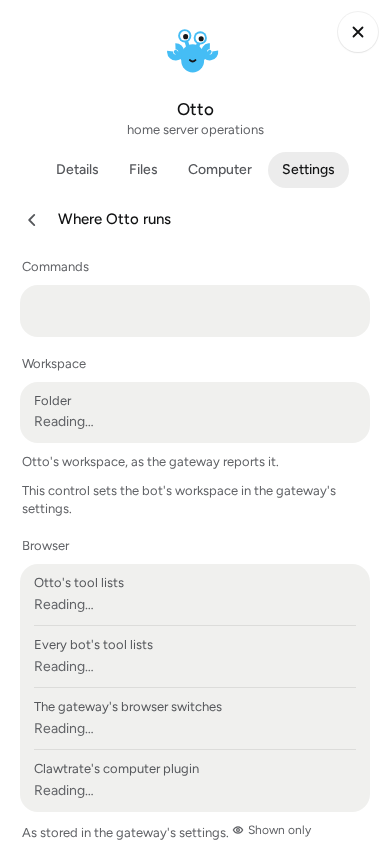 Otto
home server operations
Details Files Computer Settings
Where Otto runs
Commands
Workspace
Folder
Reading...
Otto's workspace, as the gateway reports it.
This control sets the bot's workspace in the gateway's
settings.
Browser
Otto's tool lists
Reading...
Every bot's tool lists
Reading...
The gateway's browser switches
Reading...
Clawtrate's computer plugin
Reading...
As stored in the gateway's settings. Shown only